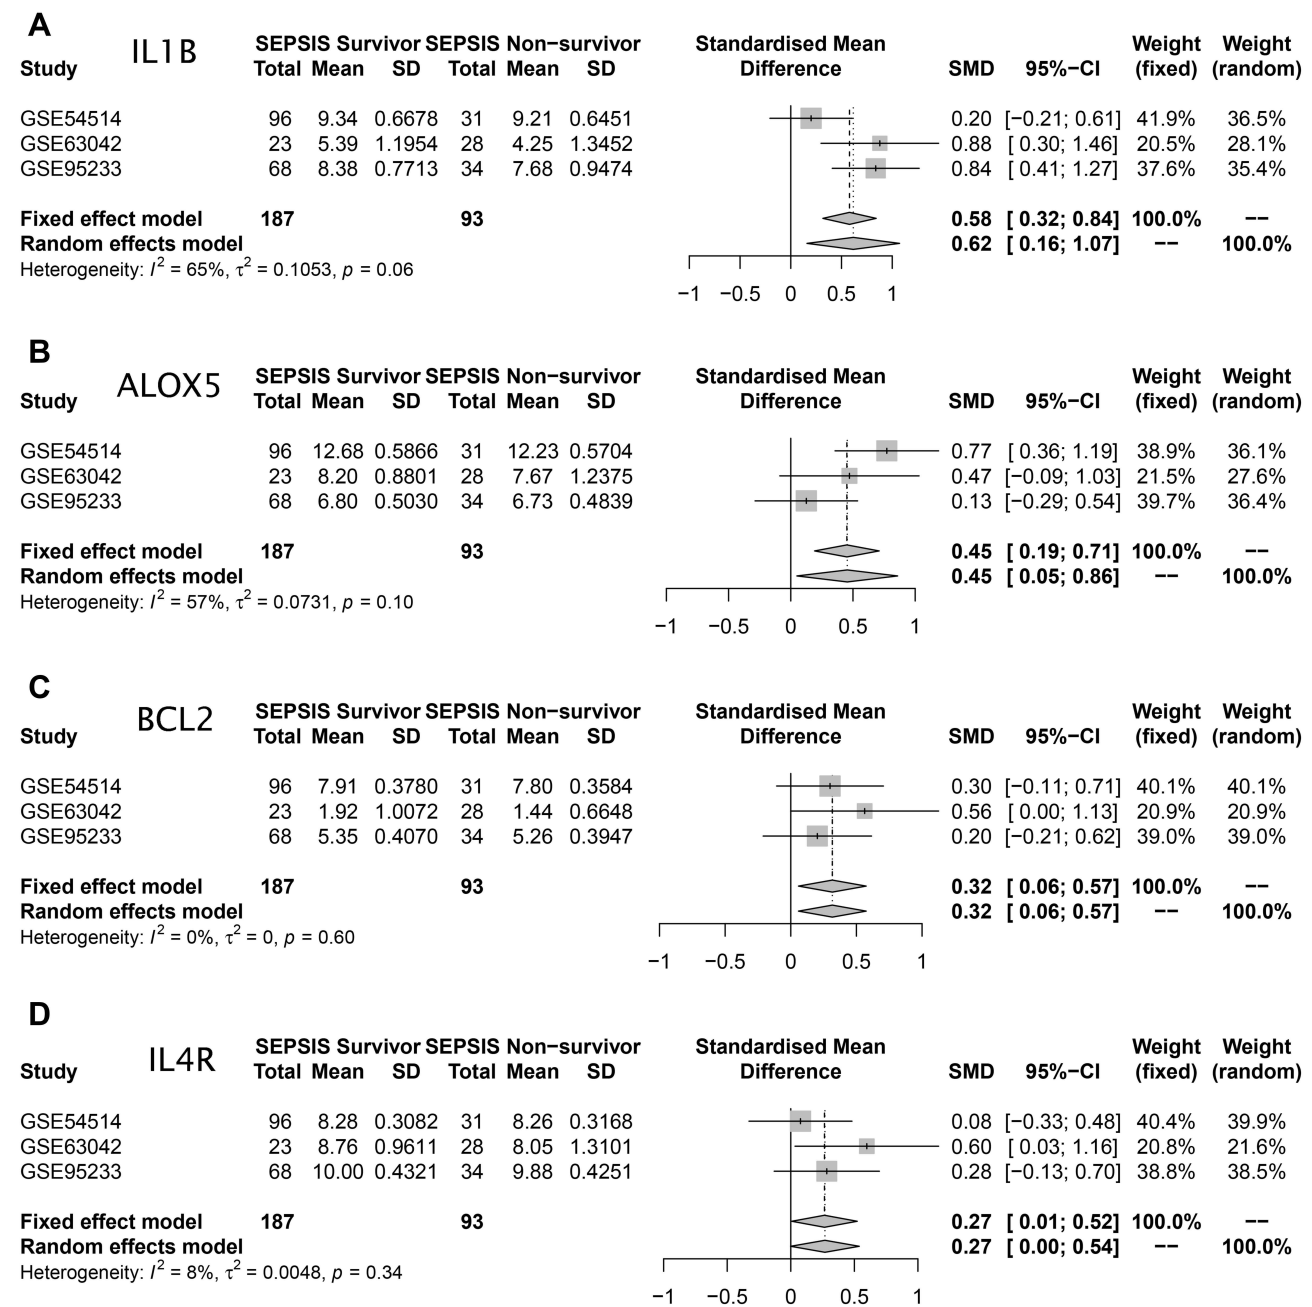 A
IL1B
SEPSIS Survivor SEPSIS Non−survivor Standardised Mean Weight Weight
Study Total Mean SD Total Mean SD Difference SMD 95%−CI (fixed) (random)
GSE54514 96 9.34 0.6678 31 9.21 0.6451 0.20 [−0.21; 0.61] 41.9% 36.5%
GSE63042 23 5.39 1.1954 28 4.25 1.3452 0.88 [ 0.30; 1.46] 20.5% 28.1%
GSE95233 68 8.38 0.7713 34 7.68 0.9474 0.84 [ 0.41; 1.27] 37.6% 35.4%
Fixed effect model 187 93 0.58 [ 0.32; 0.84] 100.0% −−
Random effects model 0.62 [ 0.16; 1.07] −− 100.0%
Heterogeneity: I² = 65%, τ² = 0.1053, p = 0.06
−1 −0.5 0 0.5 1
B
ALOX5
SEPSIS Survivor SEPSIS Non−survivor Standardised Mean Weight Weight
Study Total Mean SD Total Mean SD Difference SMD 95%−CI (fixed) (random)
GSE54514 96 12.68 0.5866 31 12.23 0.5704 0.77 [ 0.36; 1.19] 38.9% 36.1%
GSE63042 23 8.20 0.8801 28 7.67 1.2375 0.47 [−0.09; 1.03] 21.5% 27.6%
GSE95233 68 6.80 0.5030 34 6.73 0.4839 0.13 [−0.29; 0.54] 39.7% 36.4%
Fixed effect model 187 93 0.45 [ 0.19; 0.71] 100.0% −−
Random effects model 0.45 [ 0.05; 0.86] −− 100.0%
Heterogeneity: I² = 57%, τ² = 0.0731, p = 0.10
−1 −0.5 0 0.5 1
C
BCL2
SEPSIS Survivor SEPSIS Non−survivor Standardised Mean Weight Weight
Study Total Mean SD Total Mean SD Difference SMD 95%−CI (fixed) (random)
GSE54514 96 7.91 0.3780 31 7.80 0.3584 0.30 [−0.11; 0.71] 40.1% 40.1%
GSE63042 23 1.92 1.0072 28 1.44 0.6648 0.56 [ 0.00; 1.13] 20.9% 20.9%
GSE95233 68 5.35 0.4070 34 5.26 0.3947 0.20 [−0.21; 0.62] 39.0% 39.0%
Fixed effect model 187 93 0.32 [ 0.06; 0.57] 100.0% −−
Random effects model 0.32 [ 0.06; 0.57] −− 100.0%
Heterogeneity: I² = 0%, τ² = 0, p = 0.60
−1 −0.5 0 0.5 1
D
IL4R
SEPSIS Survivor SEPSIS Non−survivor Standardised Mean Weight Weight
Study Total Mean SD Total Mean SD Difference SMD 95%−CI (fixed) (random)
GSE54514 96 8.28 0.3082 31 8.26 0.3168 0.08 [−0.33; 0.48] 40.4% 39.9%
GSE63042 23 8.76 0.9611 28 8.05 1.3101 0.60 [ 0.03; 1.16] 20.8% 21.6%
GSE95233 68 10.00 0.4321 34 9.88 0.4251 0.28 [−0.13; 0.70] 38.8% 38.5%
Fixed effect model 187 93 0.27 [ 0.01; 0.52] 100.0% −−
Random effects model 0.27 [ 0.00; 0.54] −− 100.0%
Heterogeneity: I² = 8%, τ² = 0.0048, p = 0.34
−1 −0.5 0 0.5 1